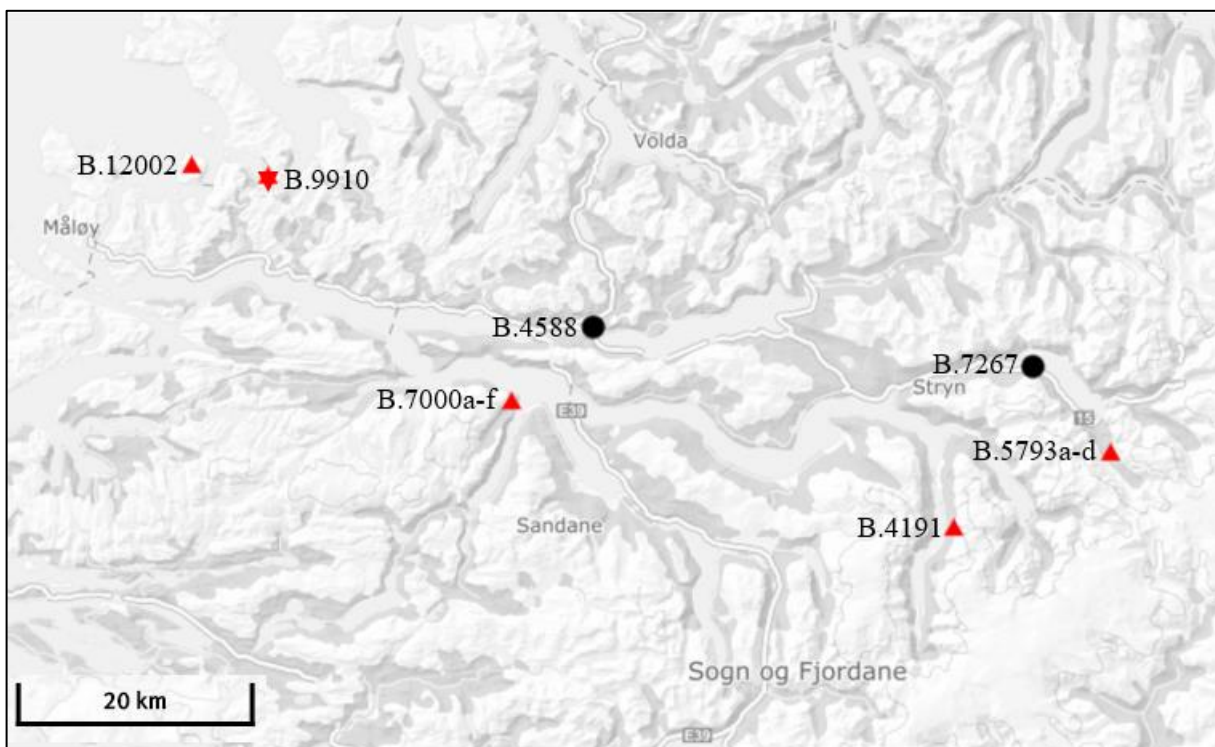 Volda
B.12002
B.9910
Måløy
B.4588
B.7267
Stryn
B.7000a-f
E39
15
B.5793a-d
Sandane
B.4191
Sogn og Fjordane
20 km
E39